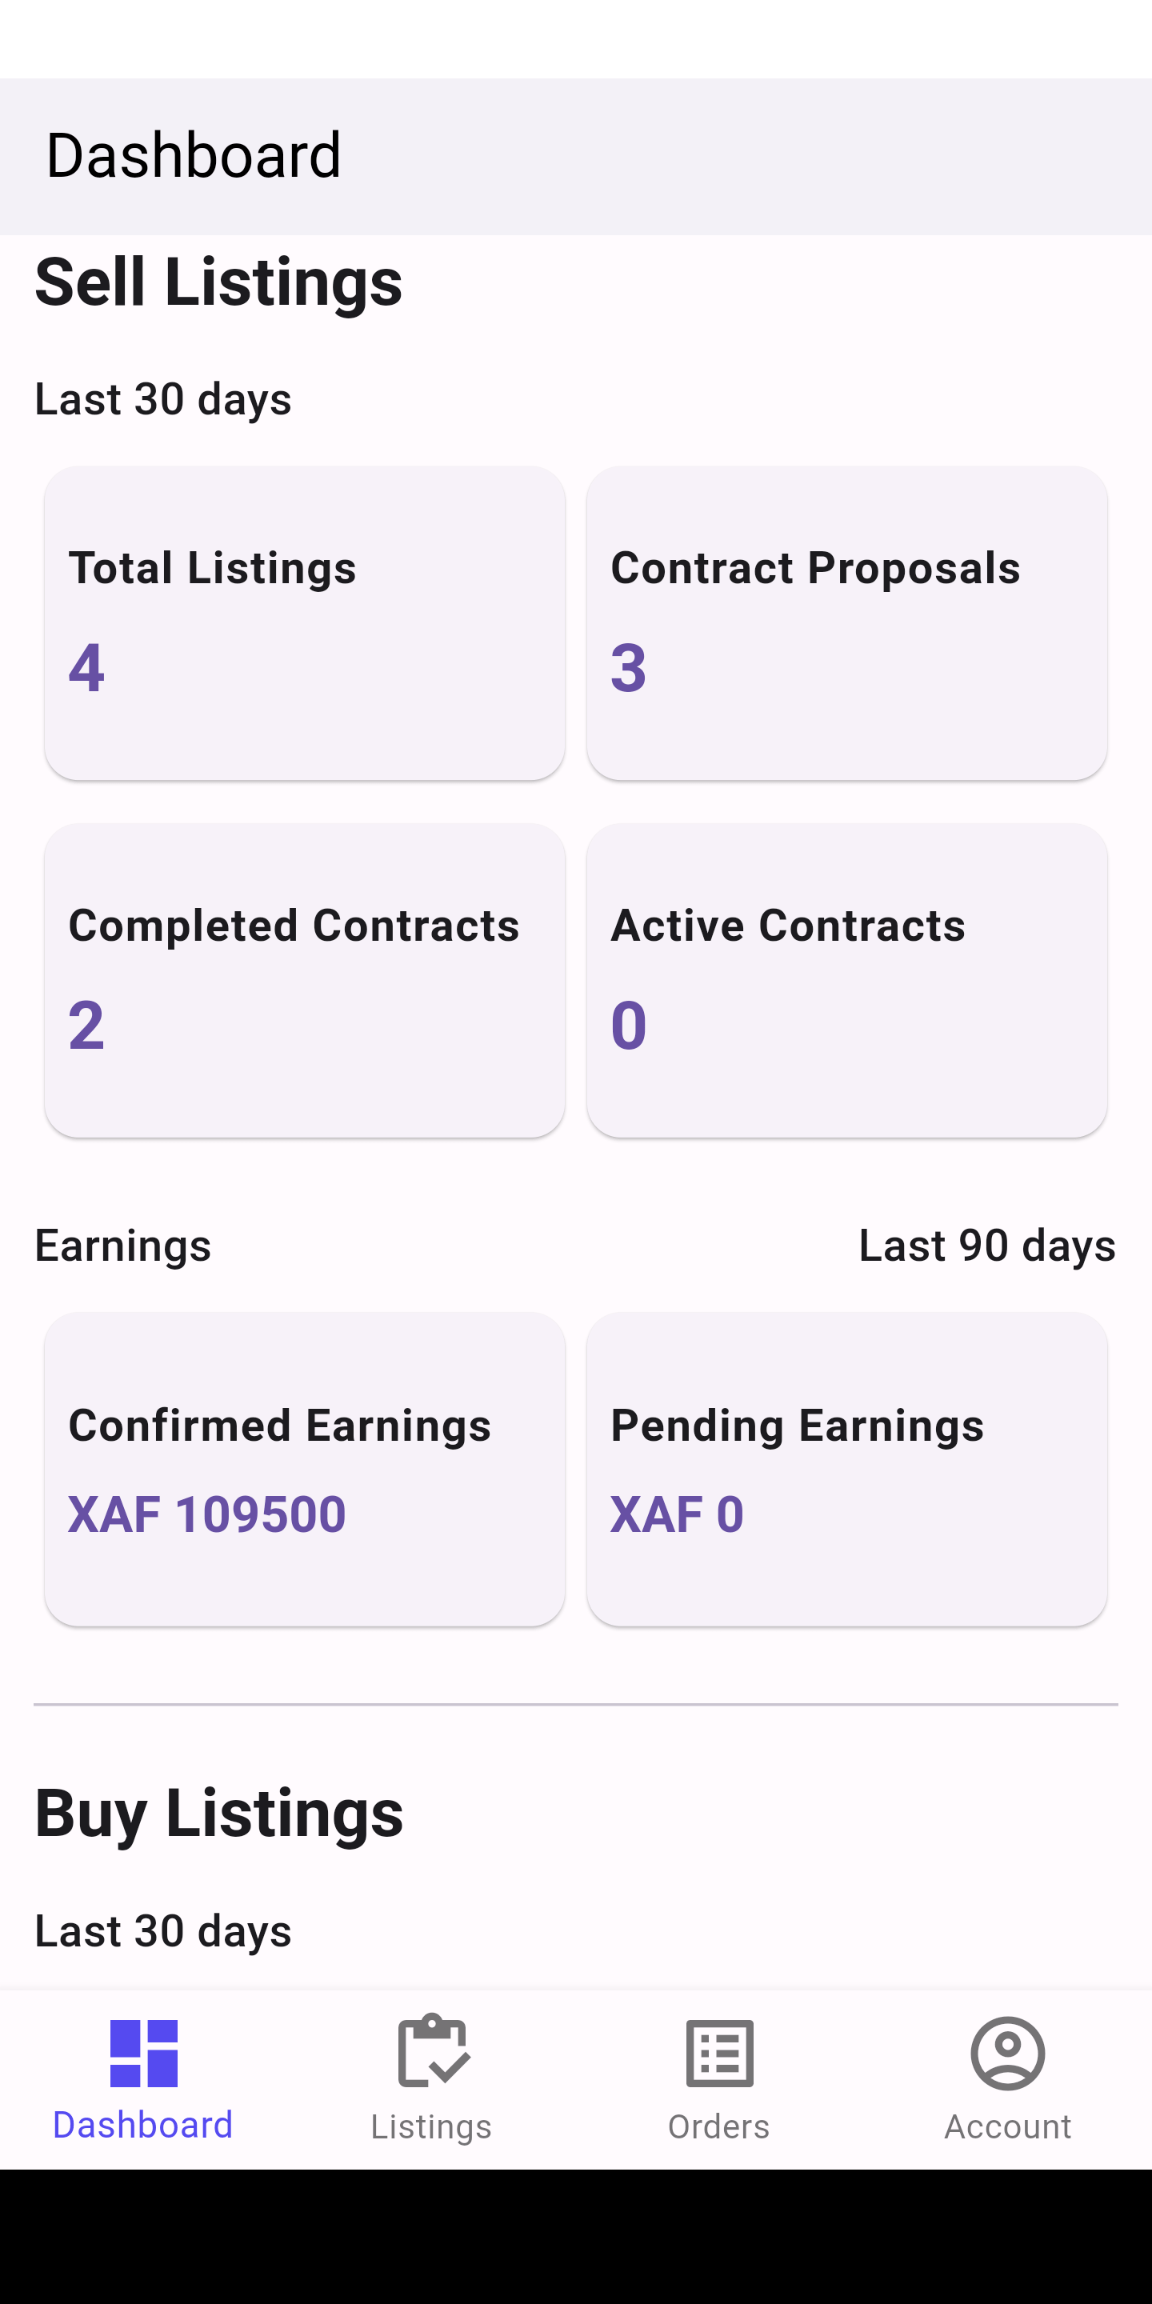 Dashboard
Sell Listings
Last 30 days
Total Listings
4
Contract Proposals
3
Completed Contracts
2
Active Contracts
0
Earnings
Last 90 days
Confirmed Earnings
XAF 109500
Pending Earnings
XAF 0
Buy Listings
Last 30 days
Dashboard
Listings
Orders
Account